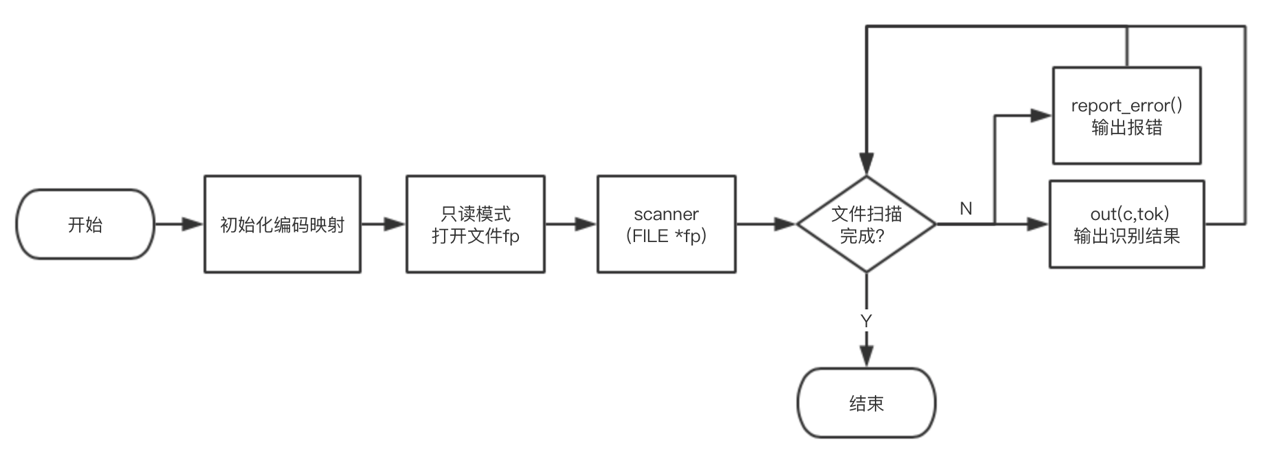 开始
初始化编码映射
只读模式
打开文件fp
scanner
(FILE *fp)
文件扫描
完成?
N
report_error()
输出报错
out(c,tok)
输出识别结果
Y
结束